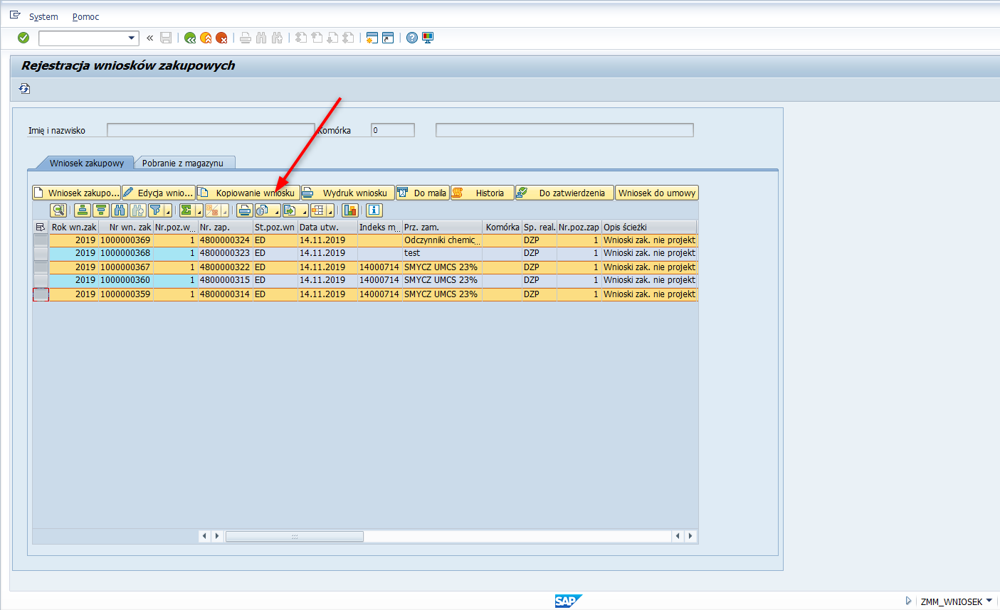 System Pomoc
«
Rejestracja wniosków zakupowych
Imię i nazwisko Komórka 0
Wniosek zakupowy Pobranie z magazynu
Wniosek zakupo... Edycja wnio... Kopiowanie wniosku Wydruk wniosku Do maila Historia Do zatwierdzenia Wniosek do umowy
Rok wn.zak Nr wn. zak Nr.poz.w... Nr. zap. St.poz.wn Data utw. Indeks m... Prz. zam. Komórka Sp. real. Nr.poz.zap Opis ścieżki
2019 1000000369 1 4800000324 ED 14.11.2019 Odczynniki chemic... DZP 1 Wnioski zak. nie projekt
2019 1000000368 1 4800000323 ED 14.11.2019 test DZP 1 Wnioski zak. nie projekt
2019 1000000367 1 4800000322 ED 14.11.2019 14000714 SMYCZ UMCS 23% DZP 1 Wnioski zak. nie projekt
2019 1000000360 1 4800000315 ED 14.11.2019 14000714 SMYCZ UMCS 23% DZP 1 Wnioski zak. nie projekt
2019 1000000359 1 4800000314 ED 14.11.2019 14000714 SMYCZ UMCS 23% DZP 1 Wnioski zak. nie projekt
SAP ZMM_WNIOSEK